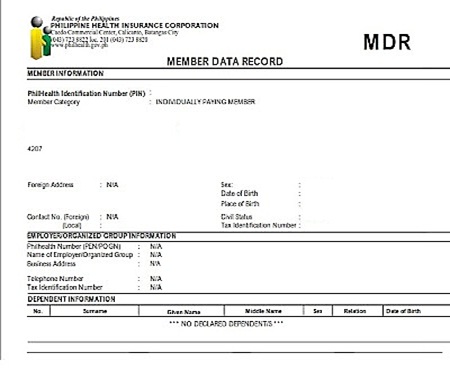 Republic of the Philippines
PHILIPPINE HEALTH INSURANCE CORPORATION
Commercial Center, Calicanto, Batangas City
(043) 723 8822 loc. 201 (043) 723 8821
www.philhealth.gov.ph
MDR
MEMBER DATA RECORD
MEMBER INFORMATION
PhilHealth Identification Number (PIN) :
Member Category : INDIVIDUALLY PAYING MEMBER
4207
Foreign Address : N/A Sex: :
Date of Birth :
Place of Birth :
Contact No. (Foreign) : N/A Civil Status :
(Local) : Tax Identification Number :
EMPLOYER/ORGANIZED GROUP INFORMATION
Philhealth Number (PEN/POGN) : N/A
Name of Employer/Organized Group : N/A
Business Address : N/A
Telephone Number : N/A
Tax Identification Number : N/A
DEPENDENT INFORMATION
No. Surname Given Name Middle Name Sex Relation Date of Birth
*** NO DECLARED DEPENDENT/S ***